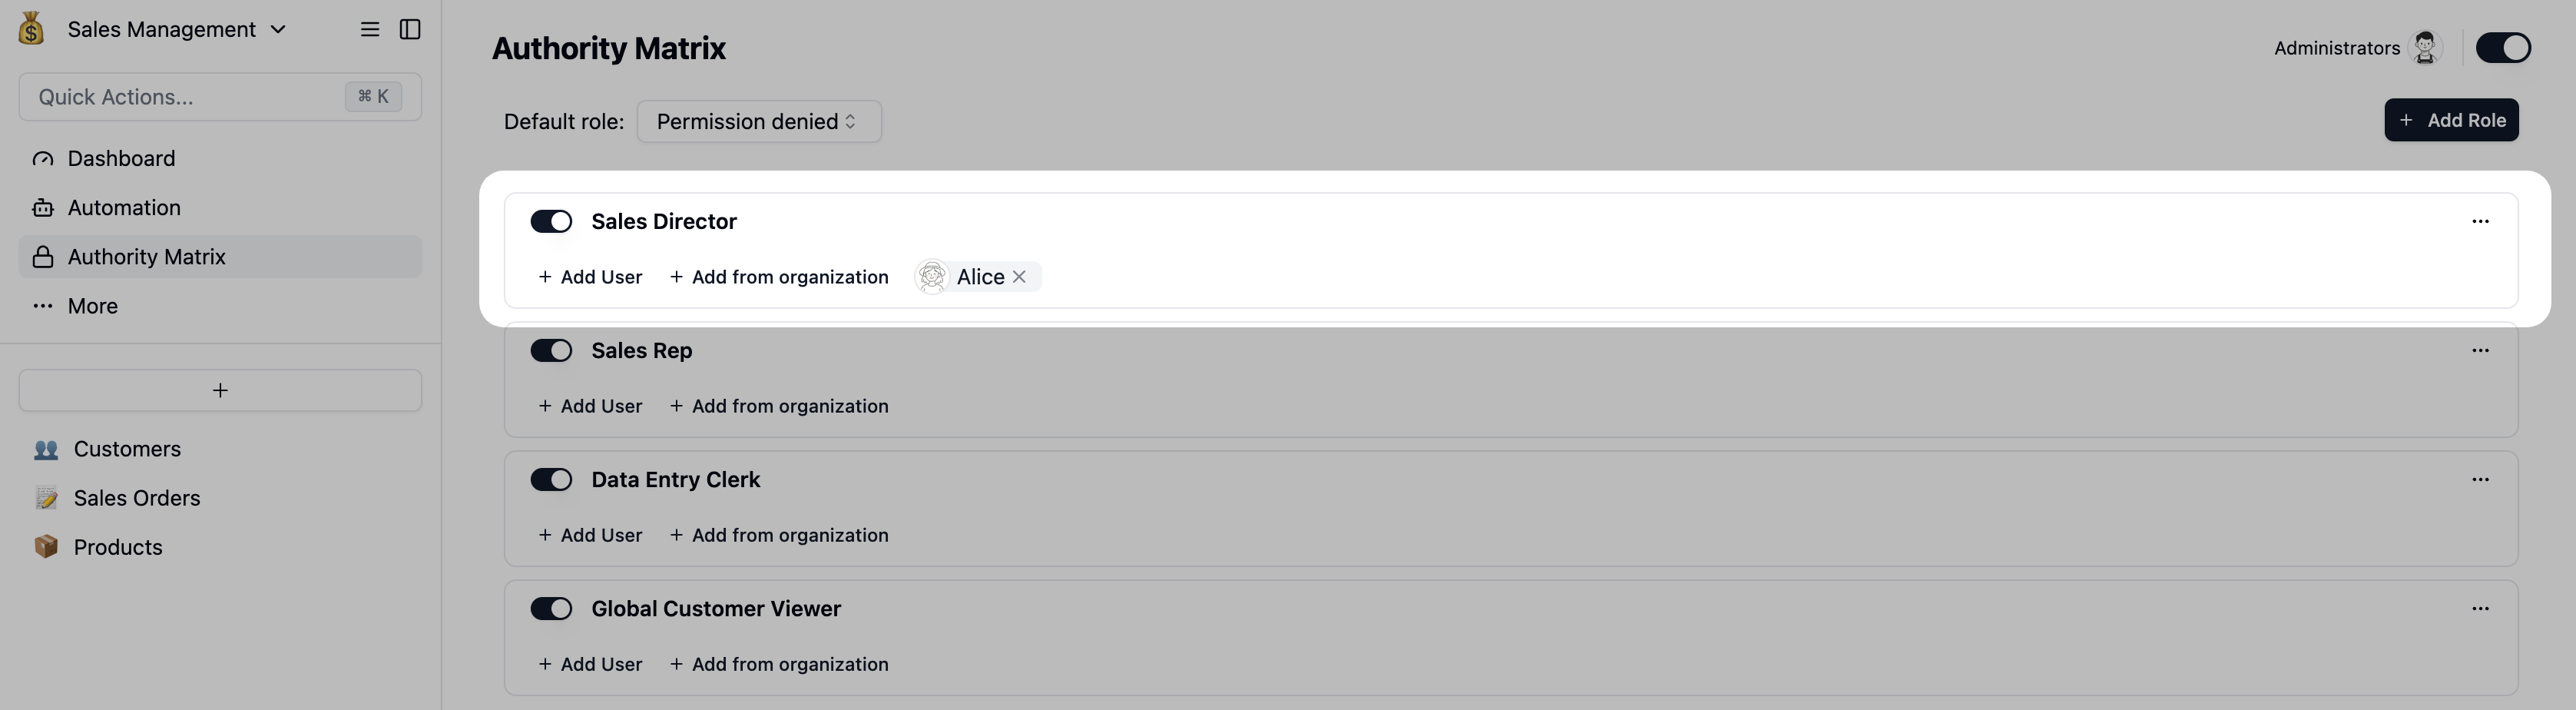 Sales Management
Quick Actions...
⌘ K
Dashboard
Automation
Authority Matrix
More
Customers
Sales Orders
Products
Authority Matrix
Administrators
Default role:
Permission denied
Add Role
Sales Director
Add User
Add from organization
Alice
Sales Rep
Add User
Add from organization
Data Entry Clerk
Add User
Add from organization
Global Customer Viewer
Add User
Add from organization